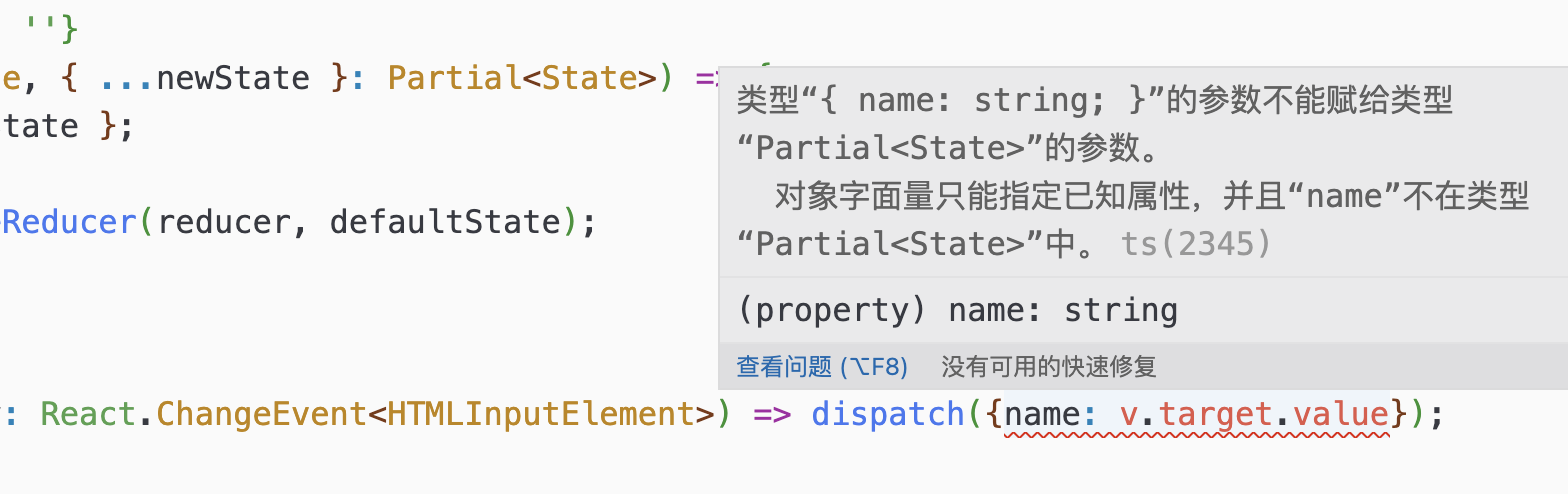 ''}
e, { ...newState }: Partial<State>) =>
tate };
Reducer(reducer, defaultState);
类型“{ name: string; }”的参数不能赋给类型
“Partial<State>”的参数。
对象字面量只能指定已知属性，并且“name”不在类型
“Partial<State>”中。 ts(2345)
(property) name: string
查看问题 (⌥F8) 没有可用的快速修复
: React.ChangeEvent<HTMLInputElement>) => dispatch({name: v.target.value});